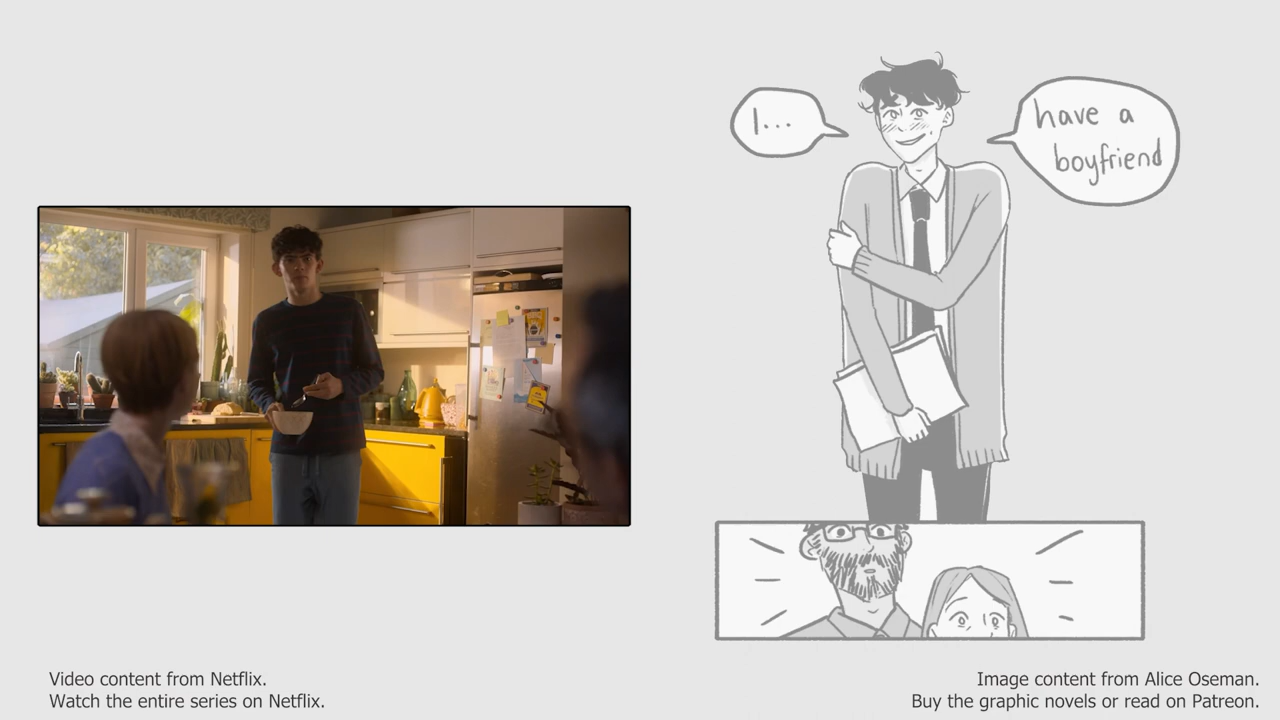 I...
have a
boyfriend
Video content from Netflix.
Watch the entire series on Netflix.
Image content from Alice Oseman.
Buy the graphic novels or read on Patreon.